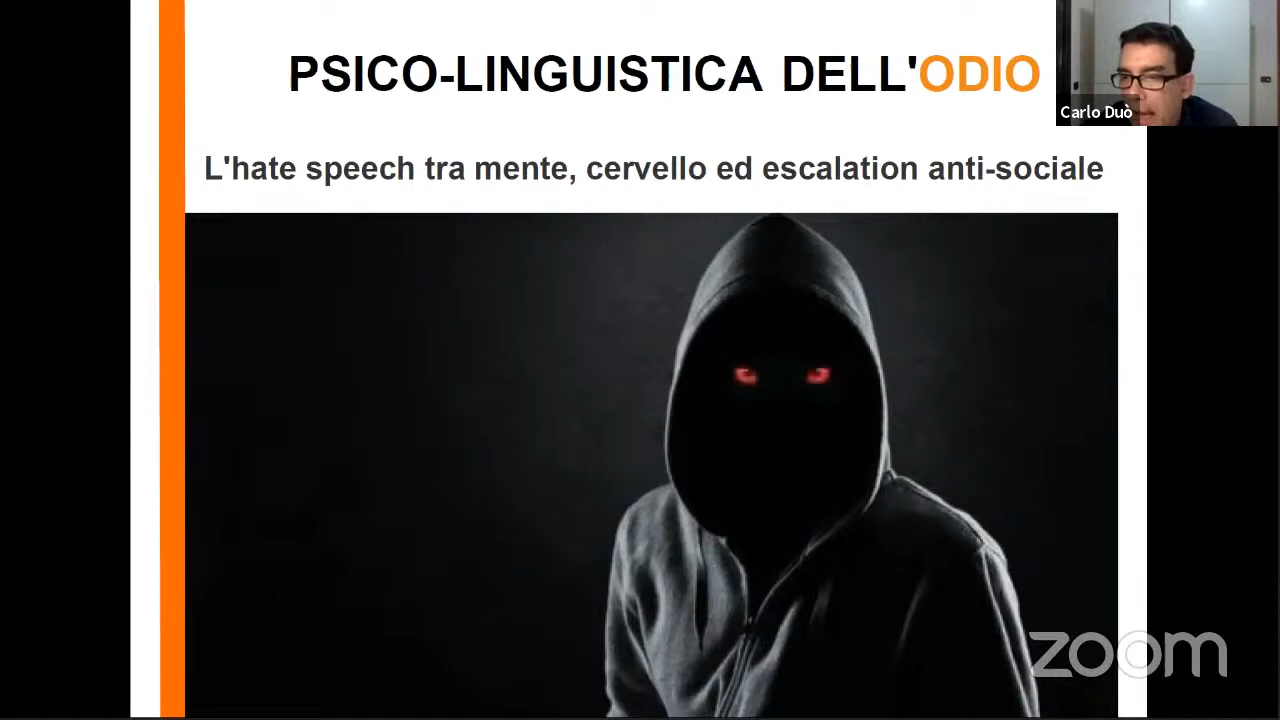 PSICO-LINGUISTICA DELL'ODIO
Carlo Duò
L'hate speech tra mente, cervello ed escalation anti-sociale
zoom